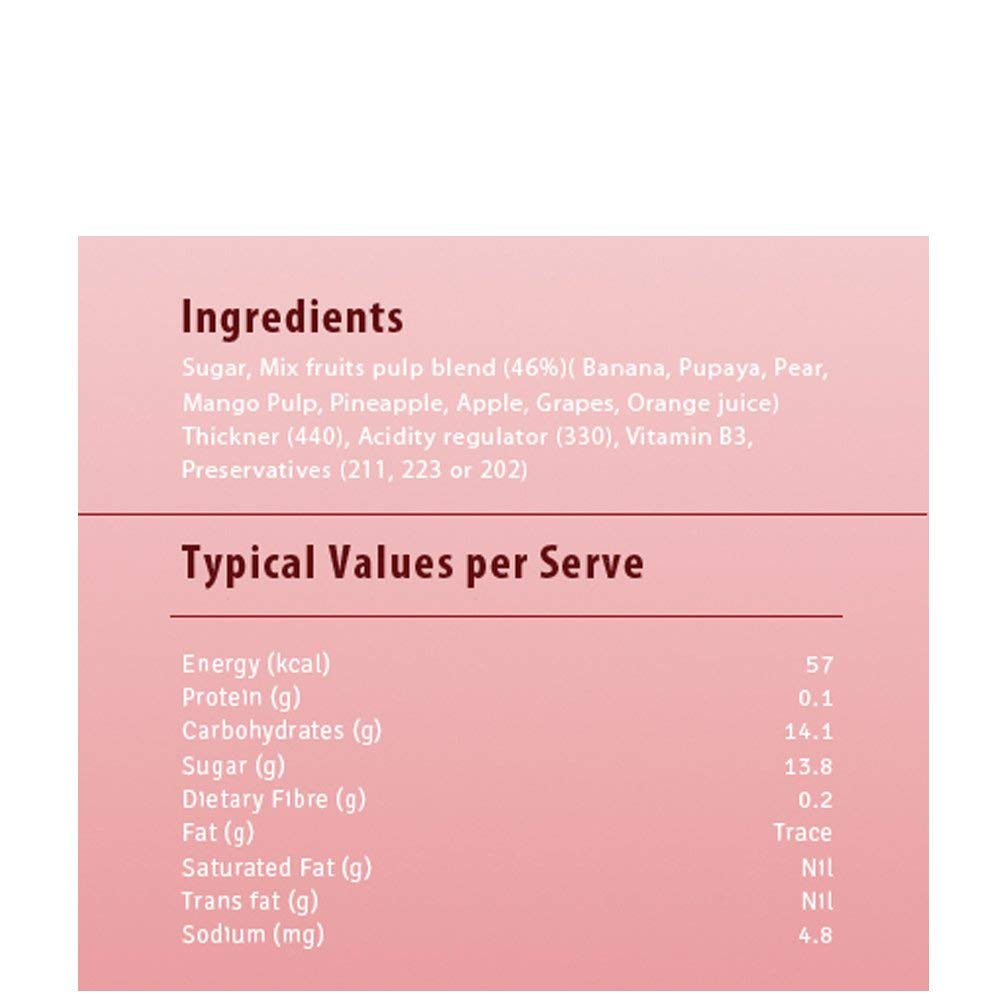 Ingredients
Sugar, Mix fruits pulp blend (46%)( Banana, Pupaya, Pear,
Mango Pulp, Pineapple, Apple, Grapes, Orange juice)
Thickner (440), Acidity regulator (330), Vitamin B3,
Preservatives (211, 223 or 202)
Typical Values per Serve
Energy (kcal) 57
Protein (g) 0.1
Carbohydrates (g) 14.1
Sugar (g) 13.8
Dietary Fibre (g) 0.2
Fat (g) Trace
Saturated Fat (g) Nil
Trans fat (g) Nil
Sodium (mg) 4.8